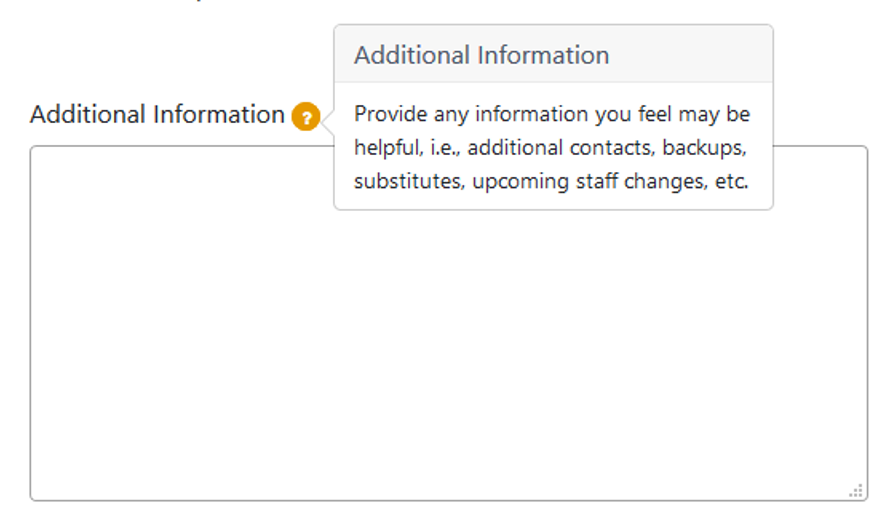 Additional Information
Additional Information ?
Provide any information you feel may be
helpful, i.e., additional contacts, backups,
substitutes, upcoming staff changes, etc.